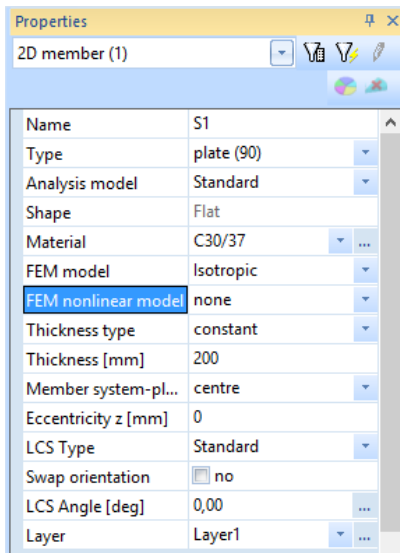 Properties
2D member (1)
Name S1
Type plate (90)
Analysis model Standard
Shape Flat
Material C30/37 ...
FEM model Isotropic
FEM nonlinear model none
Thickness type constant
Thickness [mm] 200
Member system-pl... centre
Eccentricity z [mm] 0
LCS Type Standard
Swap orientation no
LCS Angle [deg] 0,00 ...
Layer Layer1 ...